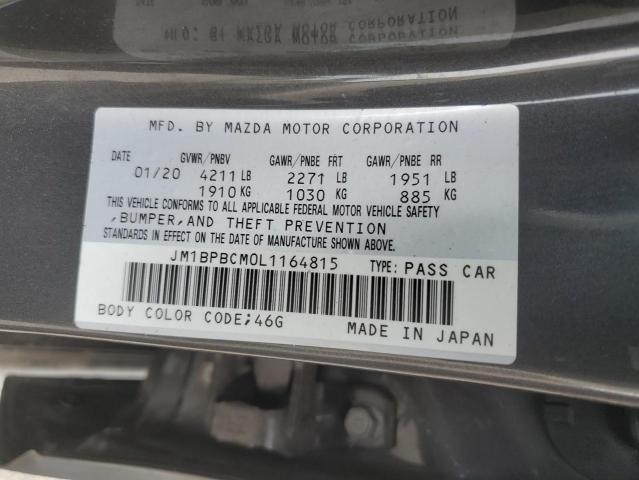 MFD. BY MAZDA MOTOR CORPORATION
DATE GVWR/PNBV GAWR/PNBE FRT GAWR/PNBE RR
01/20 4211 LB 2271 LB 1951 LB
1910 KG 1030 KG 885 KG
THIS VEHICLE CONFORMS TO ALL APPLICABLE FEDERAL MOTOR VEHICLE SAFETY
,BUMPER,AND THEFT PREVENTION
STANDARDS IN EFFECT ON THE DATE OF MANUFACTURE SHOWN ABOVE.
JM1BPBCM0L1164815 TYPE: PASS CAR
BODY COLOR CODE;46G MADE IN JAPAN